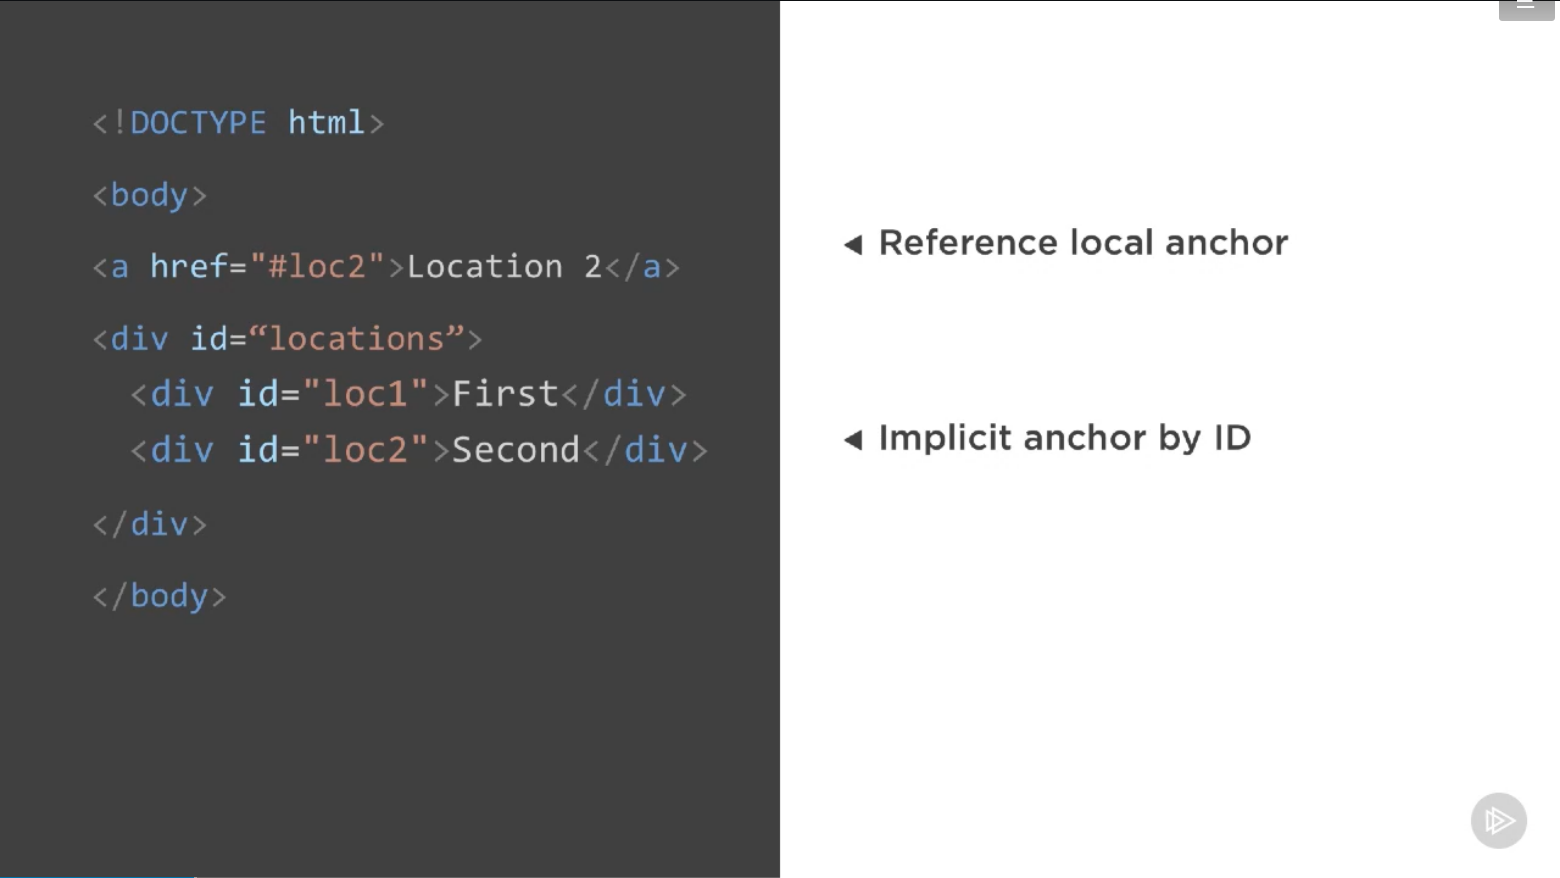 <!DOCTYPE html>
<body>
<a href="#loc2">Location 2</a>
<div id=“locations”>
<div id="loc1">First</div>
<div id="loc2">Second</div>
</div>
</body>
◀ Reference local anchor
◀ Implicit anchor by ID